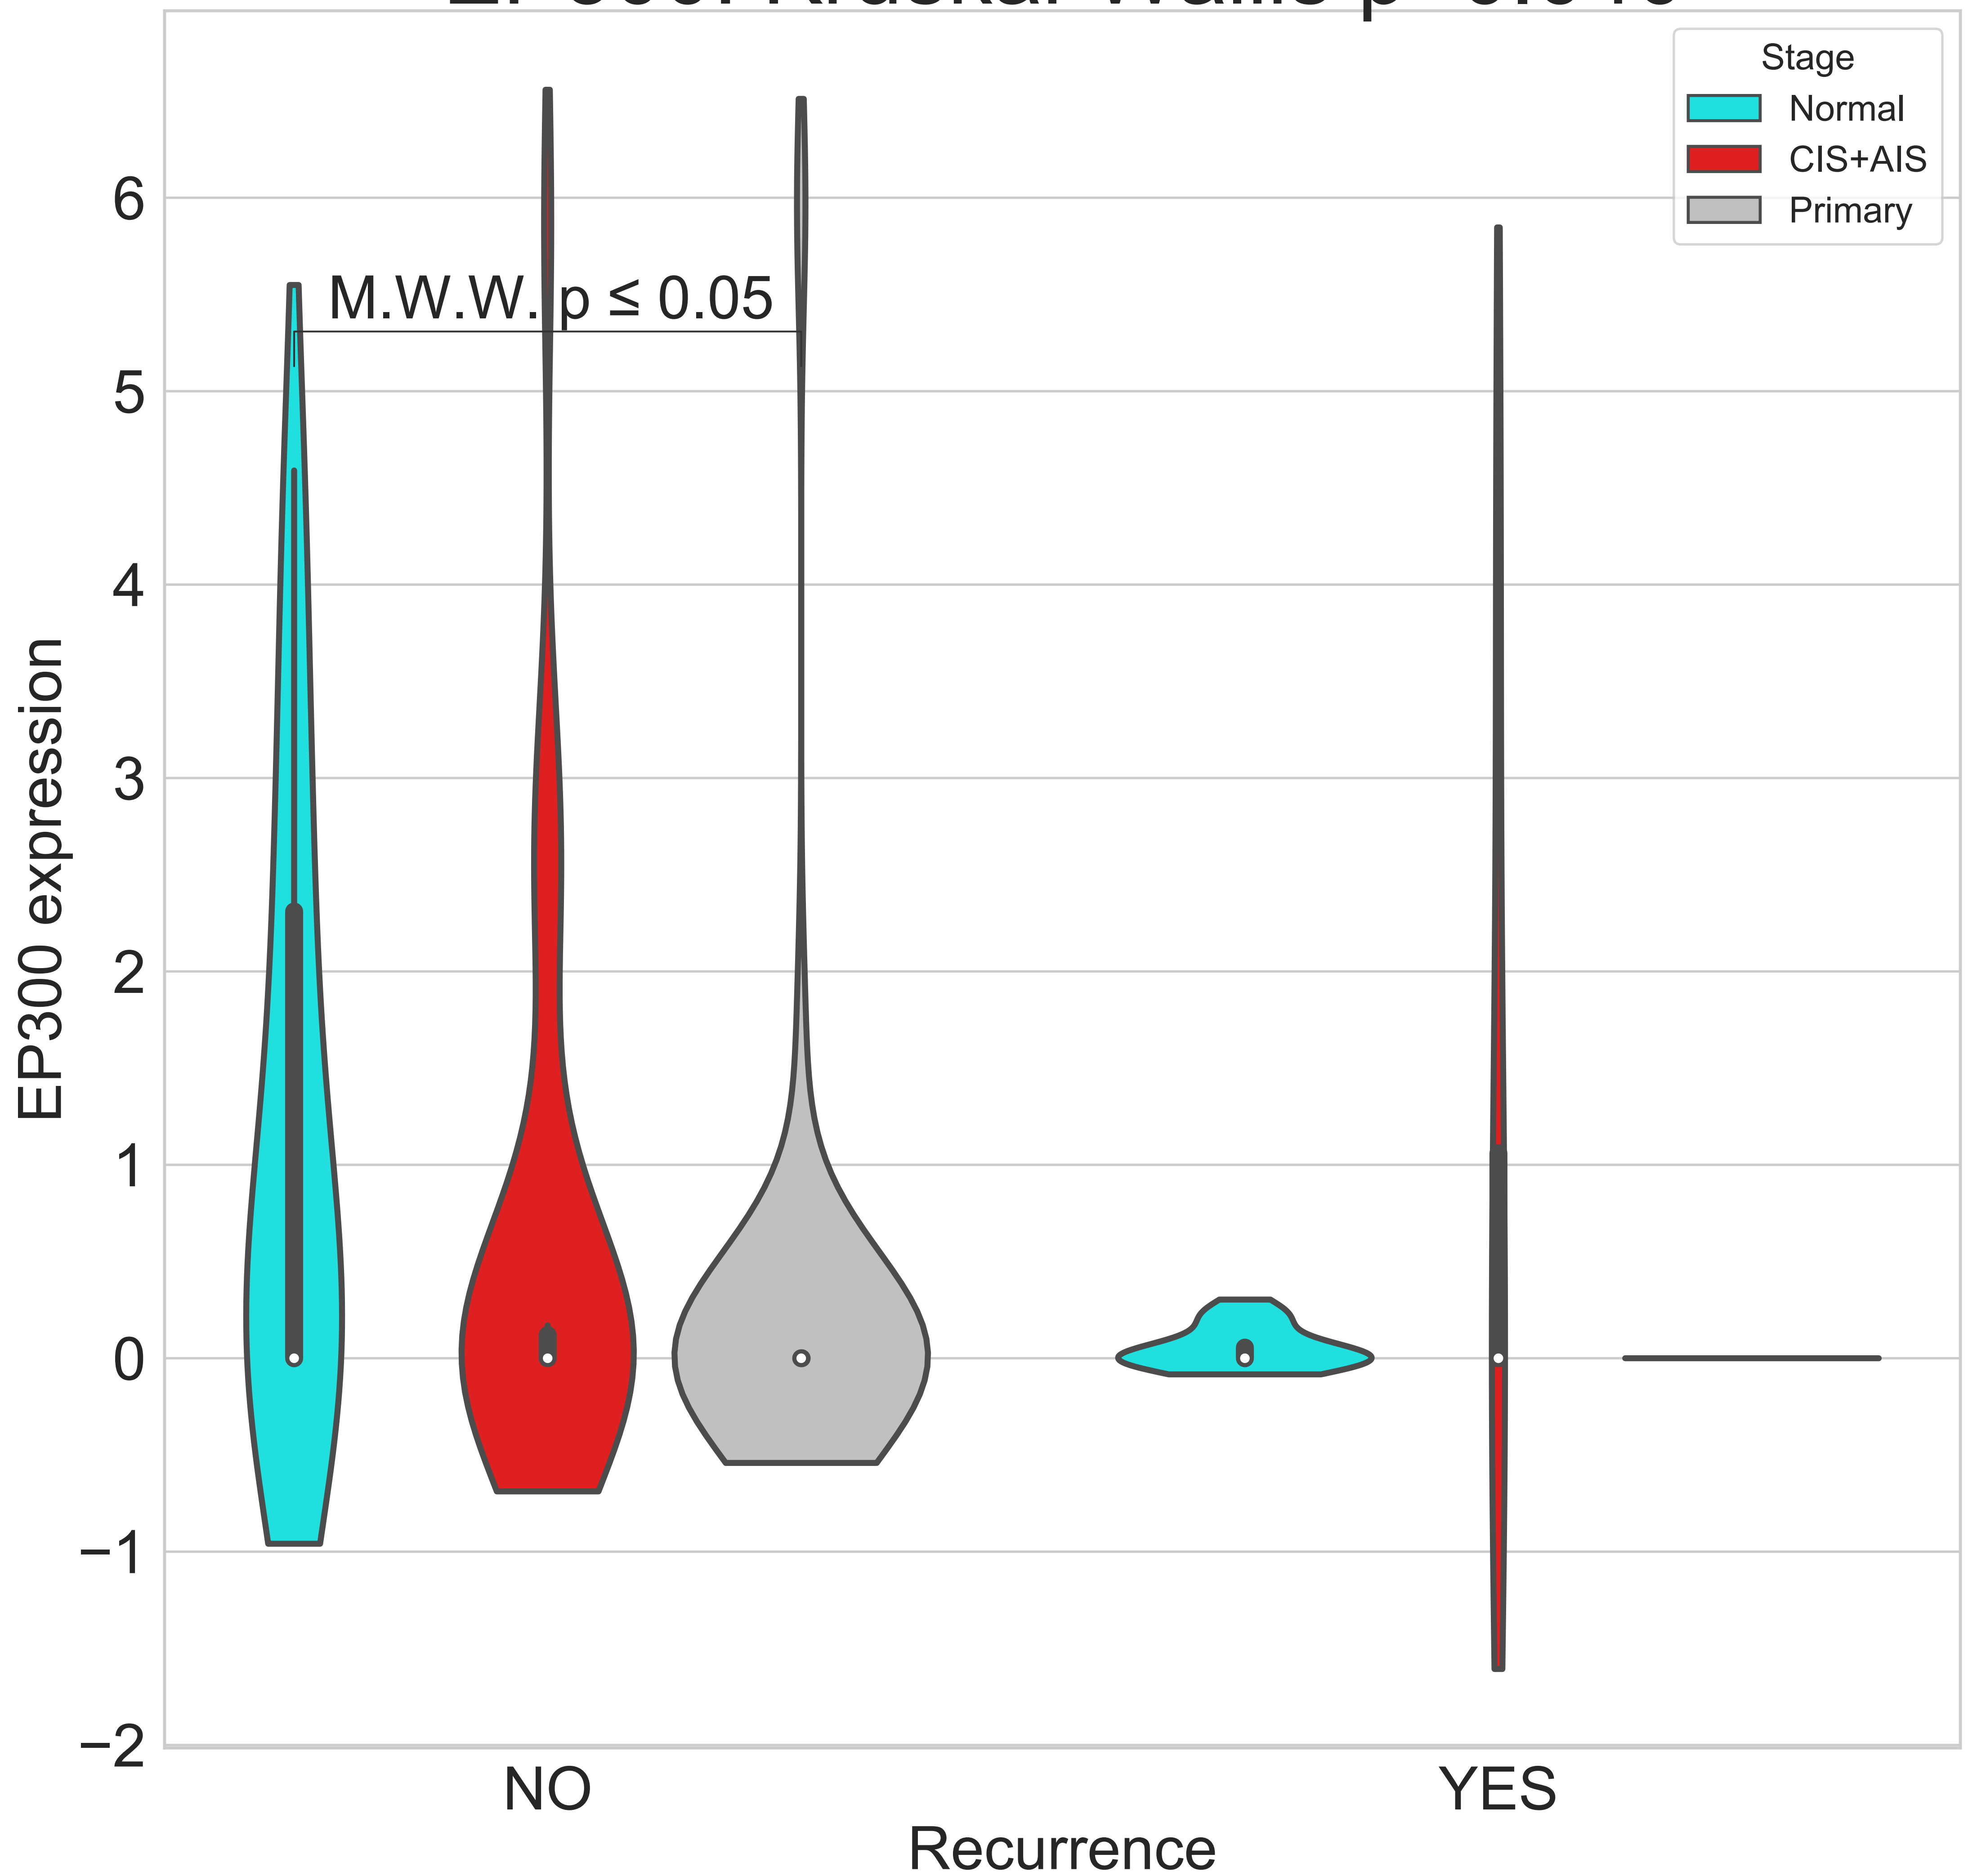 Stage
Normal
CIS+AIS
Primary
M.W.W. p ≤ 0.05
6
5
4
3
2
1
0
−1
−2
EP300 expression
NO
YES
Recurrence